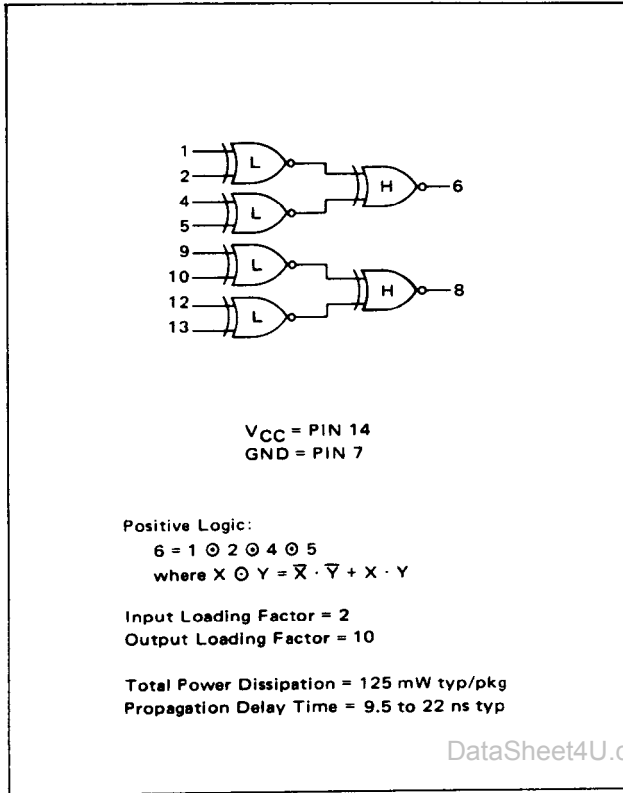 1
2
4
5
9
10
12
13
L
L
L
L
H
H
6
8
VCC = PIN 14
GND = PIN 7
Positive Logic:
6 = 1 ⊙ 2 ⊙ 4 ⊙ 5
where X ⊙ Y = X̅ · Y̅ + X · Y
Input Loading Factor = 2
Output Loading Factor = 10
Total Power Dissipation = 125 mW typ/pkg
Propagation Delay Time = 9.5 to 22 ns typ
DataSheet4U.c